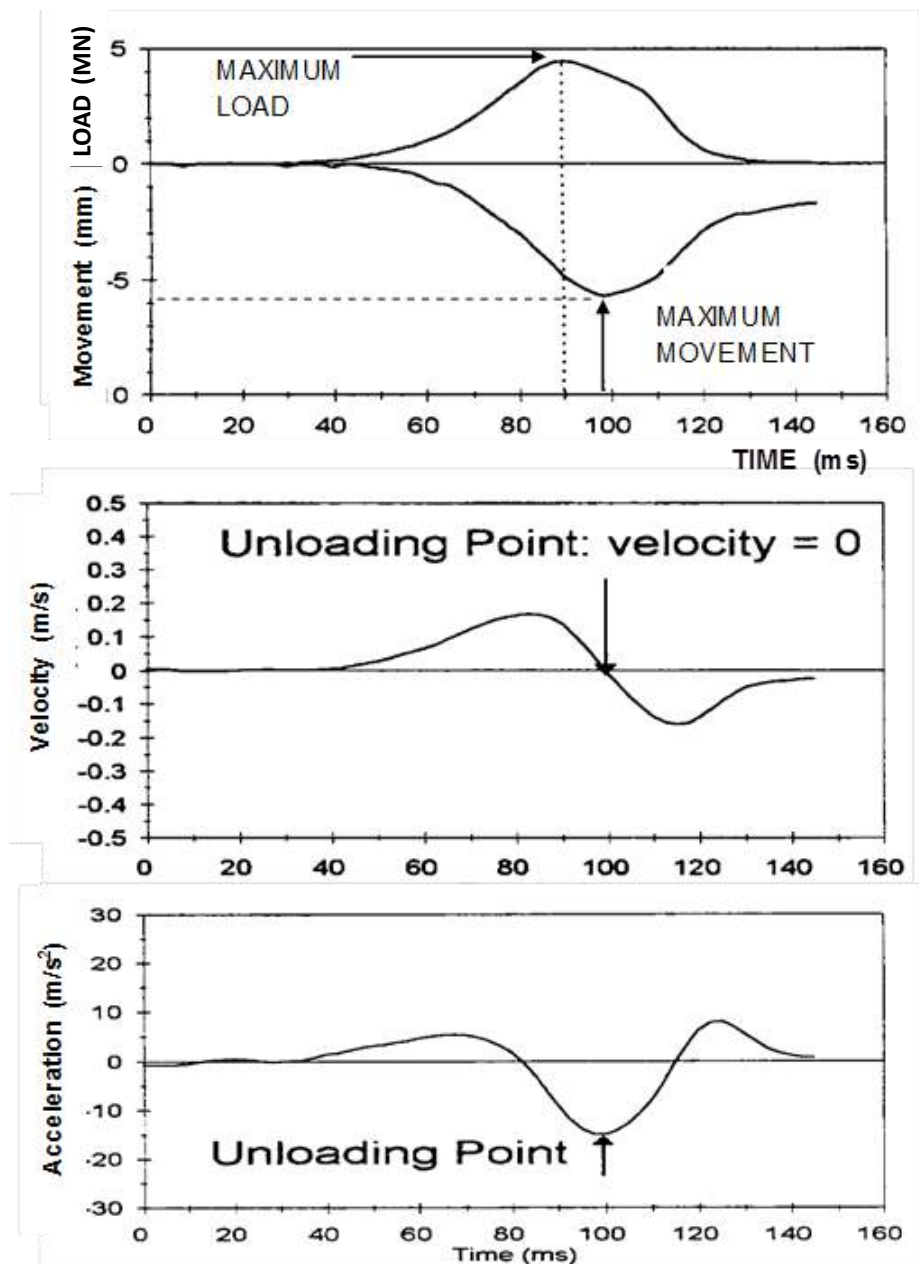 LOAD (MN)
Movement (mm)
5
0
-5
0
MAXIMUM
LOAD
MAXIMUM
MOVEMENT
0 20 40 60 80 100 120 140 160
TIME (ms)
Velocity (m/s)
0.5
0.4
0.3
0.2
0.1
0
-0.1
-0.2
-0.3
-0.4
-0.5
Unloading Point: velocity = 0
0 20 40 60 80 100 120 140 160
Acceleration (m/s²)
30
20
10
0
-10
-20
-30
Unloading Point
0 20 40 60 80 100 120 140 160
Time (ms)